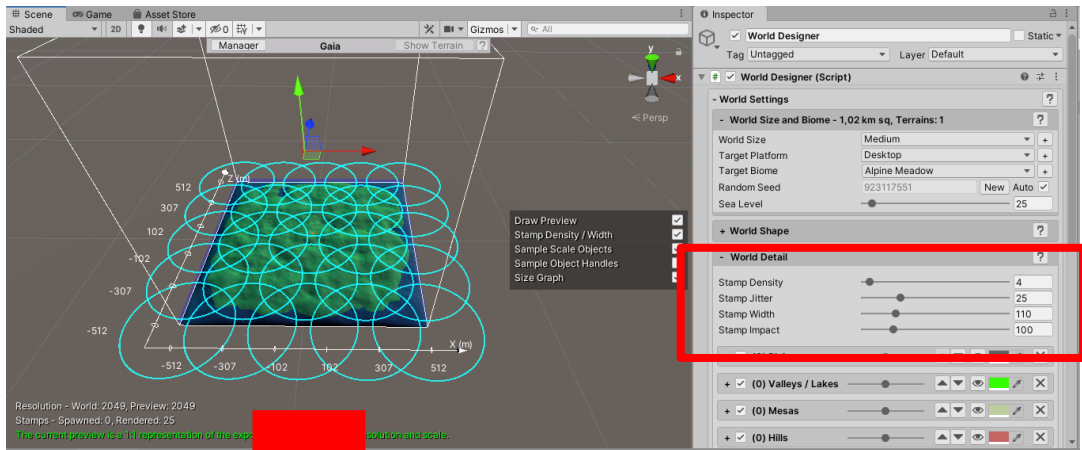 Scene Game Asset Store
Shaded 2D 0 Gizmos All
Manager Gaia Show Terrain ?
y
x
Persp
Z (m)
512
307
102
-102
-307
-512
X (m)
-512 -307 -102 102 307 512
Draw Preview
Stamp Density / Width
Sample Scale Objects
Sample Object Handles
Size Graph
Resolution - World: 2049, Preview: 2049
Stamps - Spawned: 0, Rendered: 25
The current preview is a 1:1 representation of the solution and scale.
Inspector
World Designer Static
Tag Untagged Layer Default
# World Designer (Script)
- World Settings ?
- World Size and Biome - 1,02 km sq, Terrains: 1 ?
World Size Medium +
Target Platform Desktop +
Target Biome Alpine Meadow +
Random Seed 923117551 New Auto
Sea Level 25
+ World Shape ?
- World Detail ?
Stamp Density 4
Stamp Jitter 25
Stamp Width 110
Stamp Impact 100
+ (0) Valleys / Lakes X
+ (0) Mesas X
+ (0) Hills X